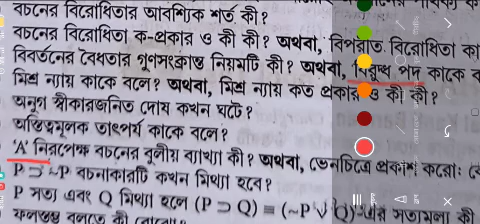 বচনের বিরোধিতার আবশ্যিক শর্ত কী?
বচনের বিরোধিতা ক-প্রকার ও কী কী? অথবা, বিপরীত বিরোধিতা কা
বিবর্তনের বৈধতার গুণসংক্রান্ত নিয়মটি কী? অথবা, পদ কাকে ব
মিশ্র ন্যায় কাকে বলে? অথবা, মিশ্র ন্যায় কত প্রকার ও কী কী?
অনুগ স্বীকারজনিত দোষ কখন ঘটে?
অস্তিত্বমূলক তাৎপর্য কাকে বলে?
'A' নিরপেক্ষ বচনের বুলীয় ব্যাখ্যা কী? অথবা, ভেনচিত্রে প্রকাশ করো:
P ⊃ ~P বচনাকারটি কখন মিথ্যা হবে?
P সত্য এবং Q মিথ্যা হলে (P ⊃ Q) ≡ (~P ∨ Q)-এর সত্যমূল্য কী